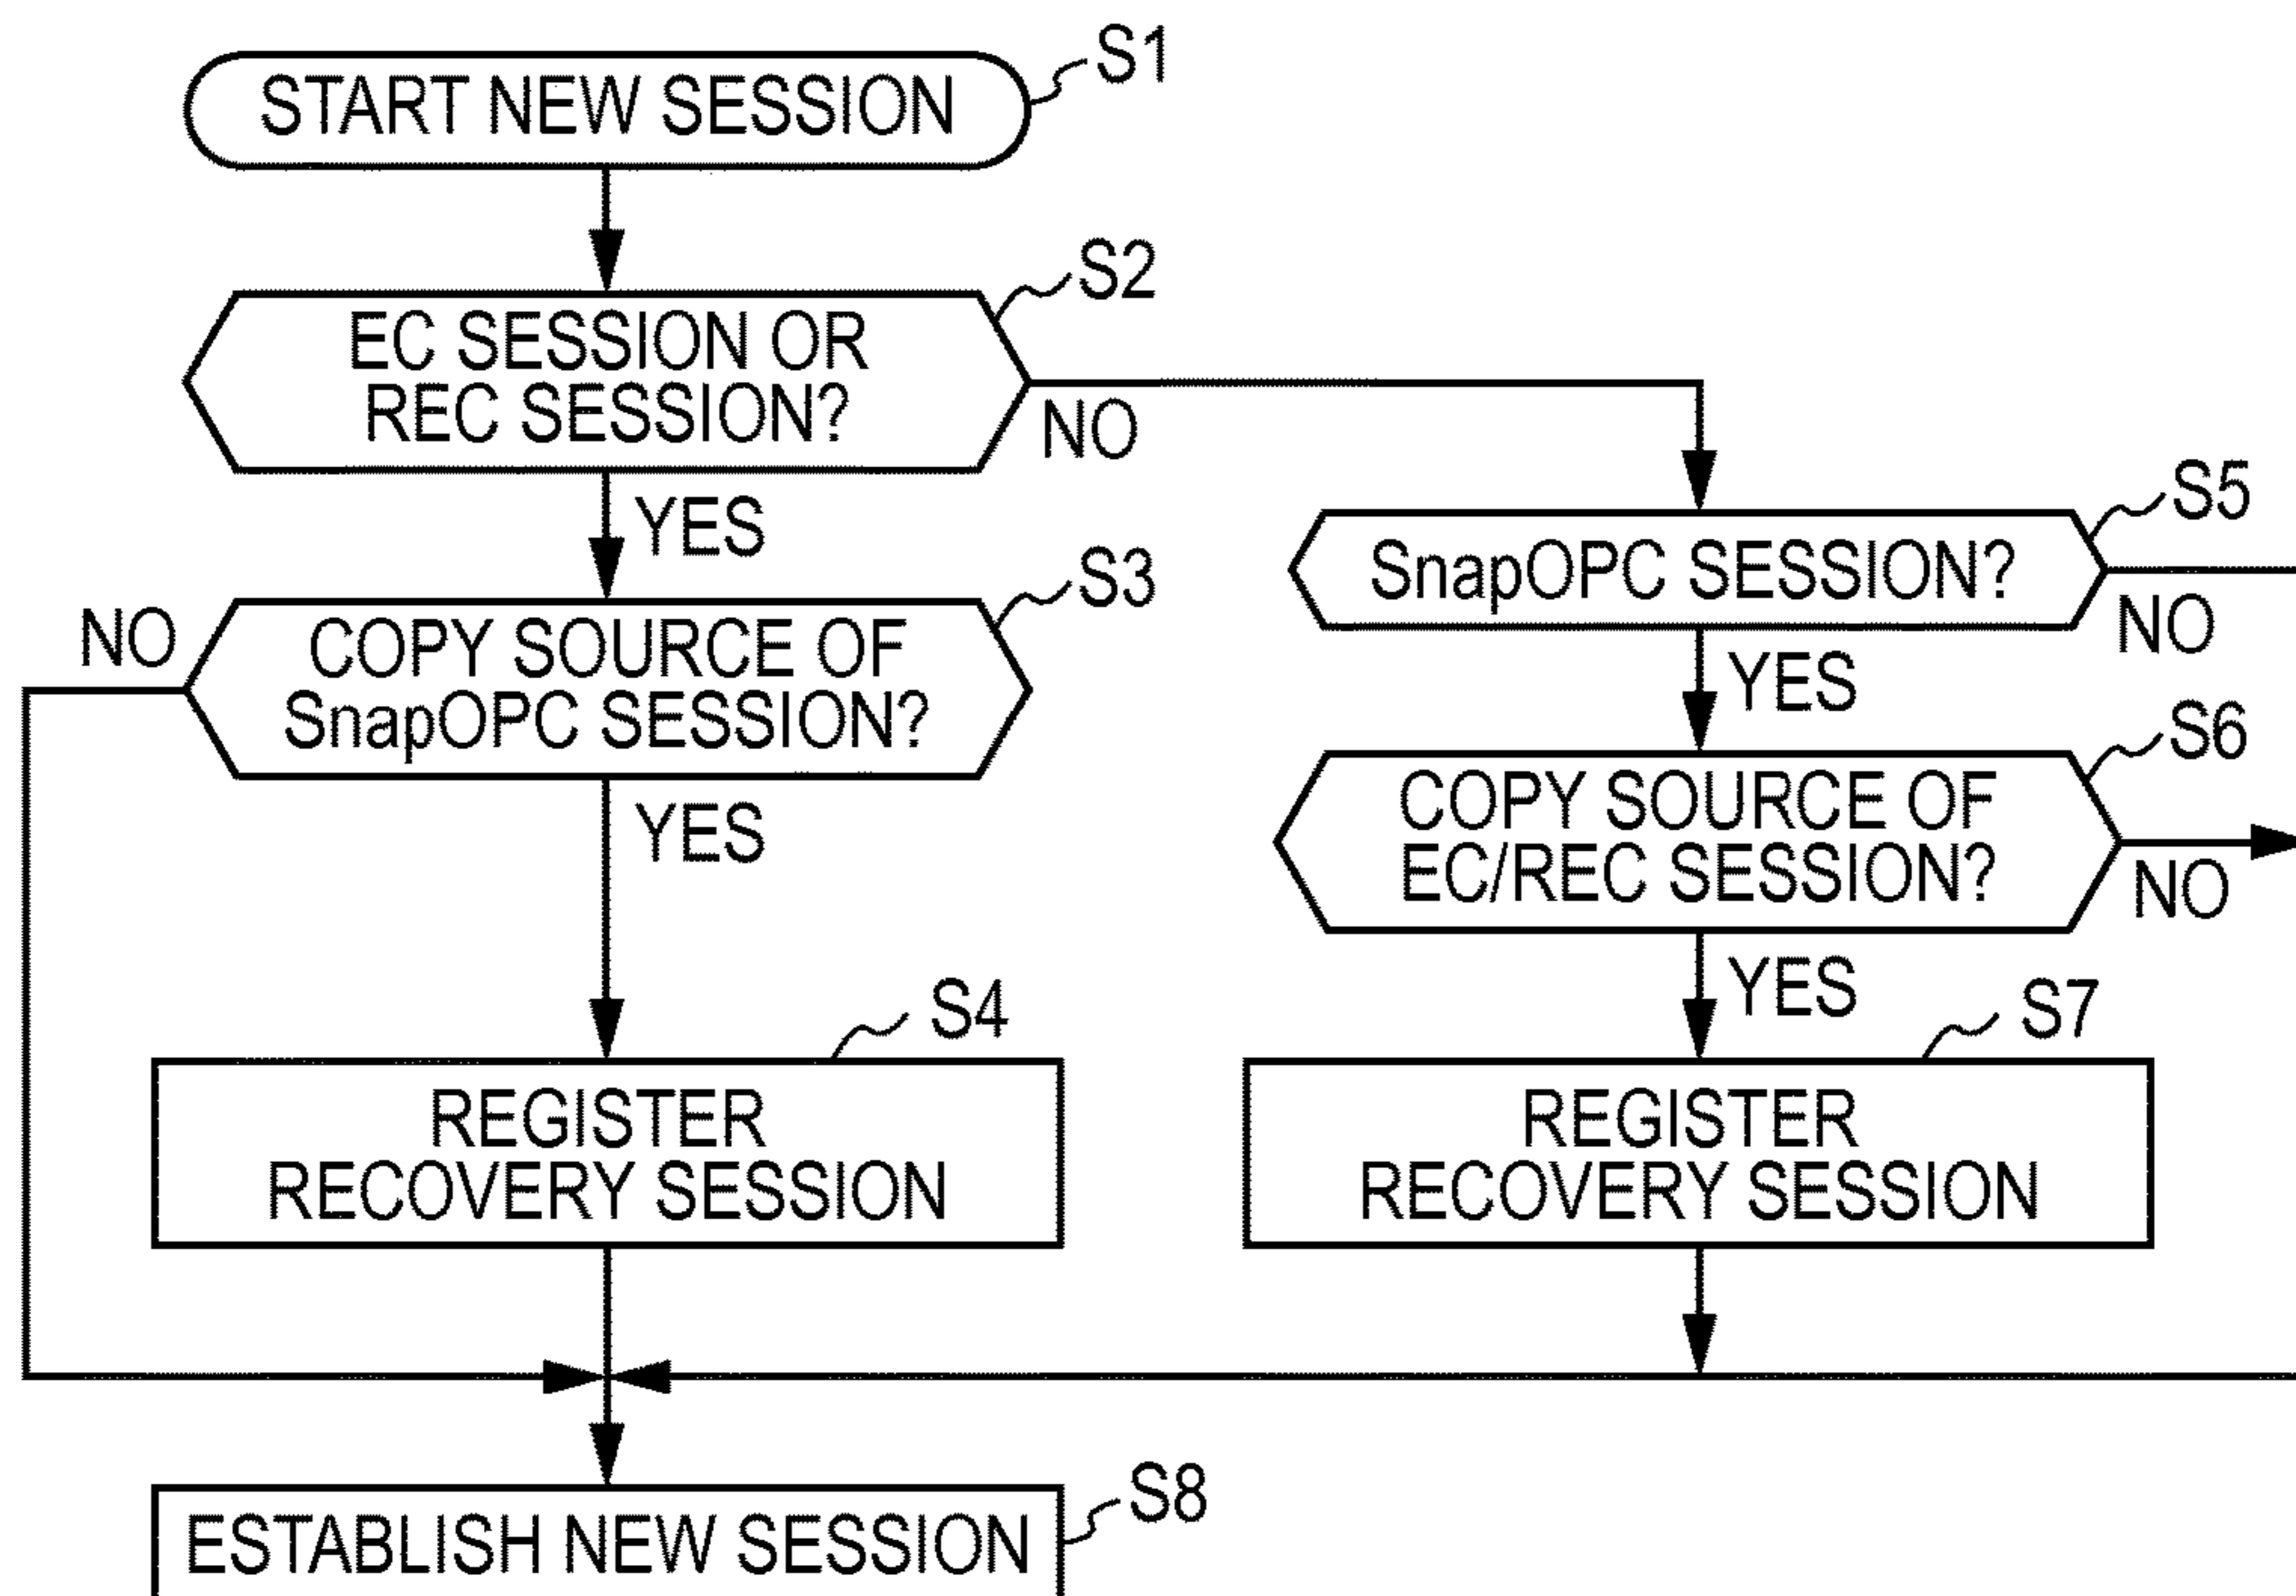 START NEW SESSION
S1
EC SESSION OR
REC SESSION?
S2
NO
YES
COPY SOURCE OF
SnapOPC SESSION?
S3
NO
YES
REGISTER
RECOVERY SESSION
S4
SnapOPC SESSION?
S5
NO
YES
COPY SOURCE OF
EC/REC SESSION?
S6
NO
YES
REGISTER
RECOVERY SESSION
S7
ESTABLISH NEW SESSION
S8